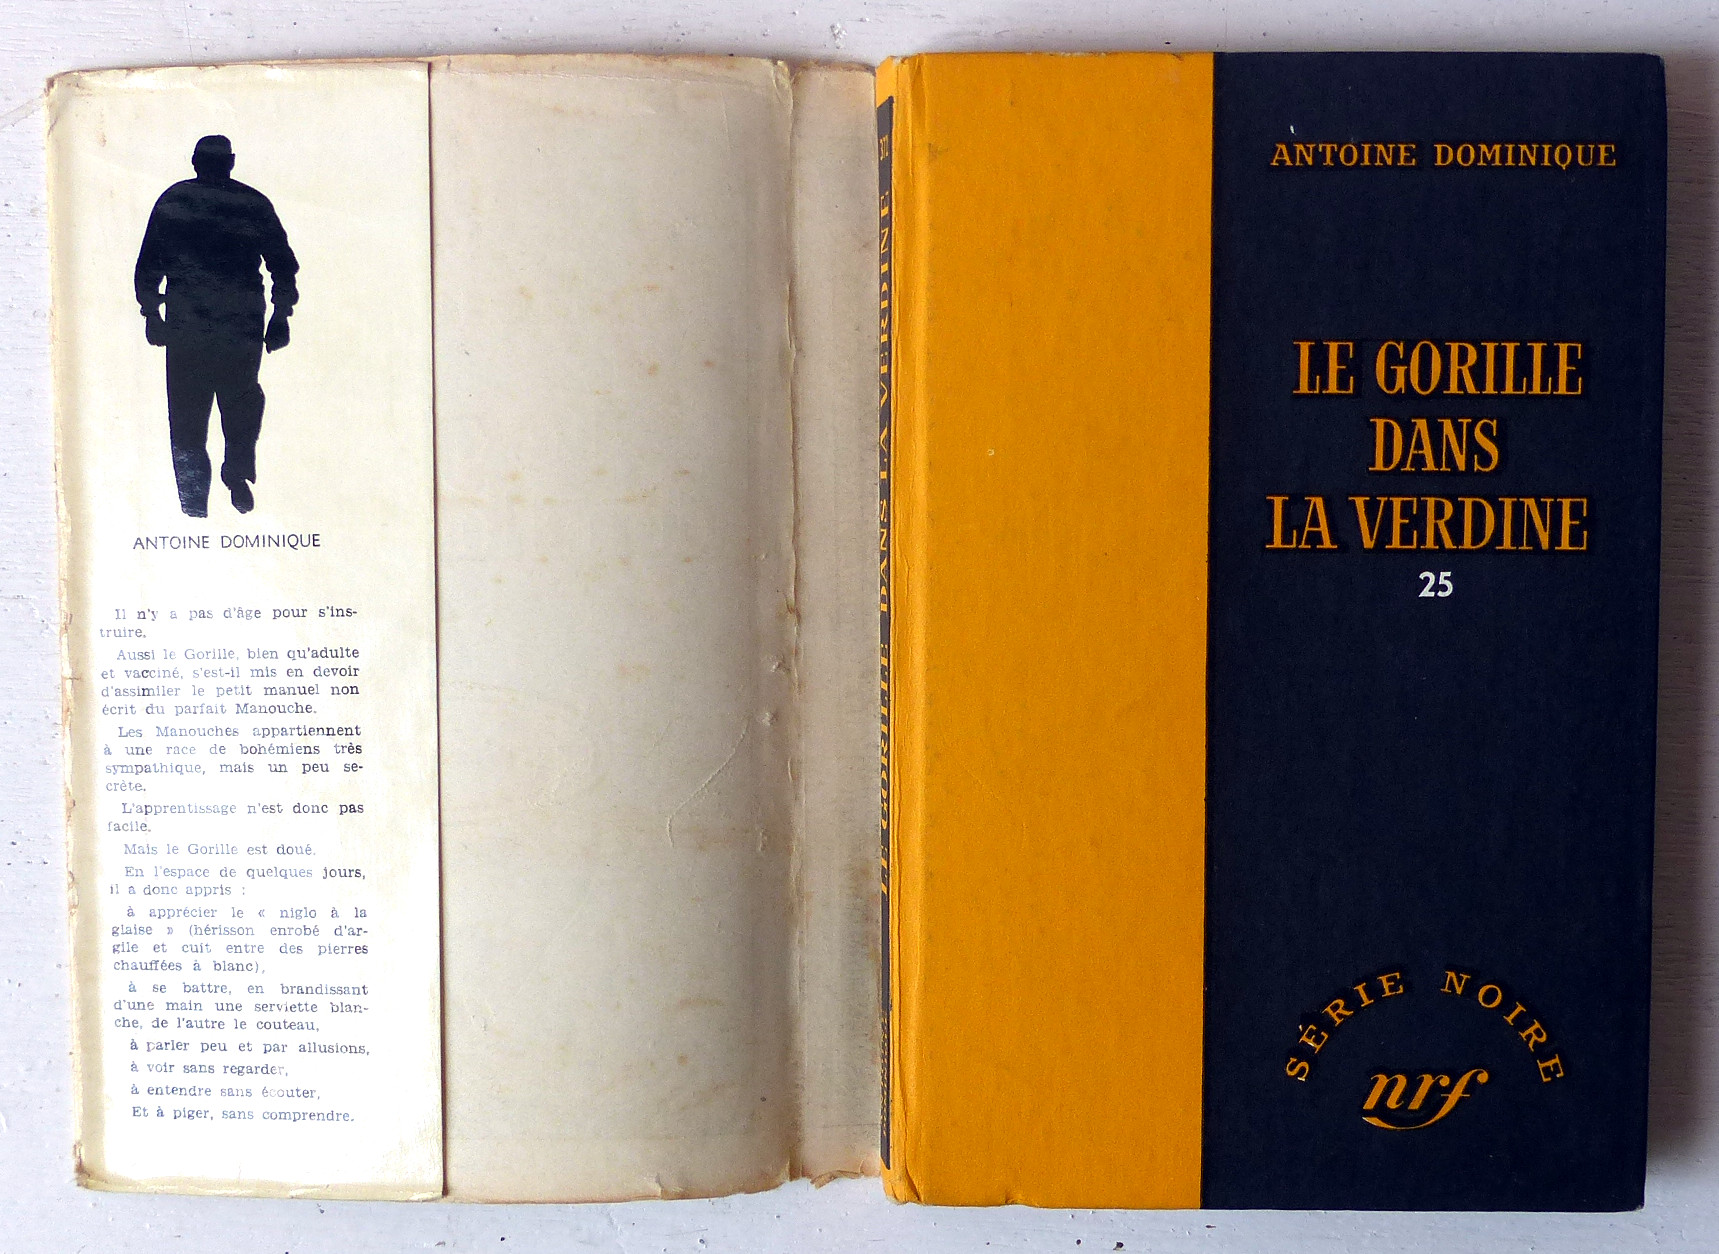 ANTOINE DOMINIQUE
Il n'y a pas d'âge pour s'ins-
truire.
Aussi le Gorille, bien qu'adulte
et vacciné, s'est-il mis en devoir
d'assimiler le petit manuel non
écrit du parfait Manouche.
Les Manouches appartiennent
à une race de bohémiens très
sympathique, mais un peu se-
crète.
L'apprentissage n'est donc pas
facile.
Mais le Gorille est doué.
En l'espace de quelques jours,
il a donc appris :
à apprécier le « niglo à la
glaise » (hérisson enrobé d'ar-
gile et cuit entre des pierres
chauffées à blanc),
à se battre, en brandissant
d'une main une serviette blan-
che, de l'autre le couteau,
à parler peu et par allusions,
à voir sans regarder,
à entendre sans écouter,
Et à piger, sans comprendre.
LE GORILLE DANS LA VERDINE
ANTOINE DOMINIQUE
LE GORILLE
DANS
LA VERDINE
25
SÉRIE NOIRE
nrf